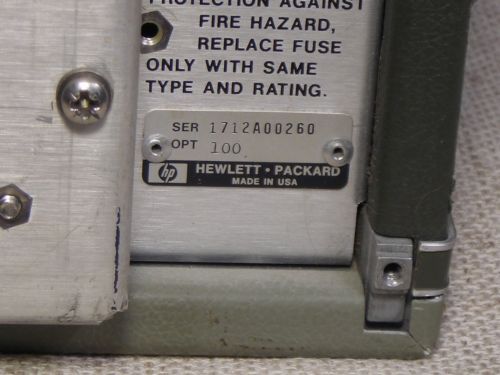 PROTECTION AGAINST
FIRE HAZARD,
REPLACE FUSE
ONLY WITH SAME
TYPE AND RATING.
SER 1712A00260
OPT 100
hp HEWLETT • PACKARD
MADE IN USA